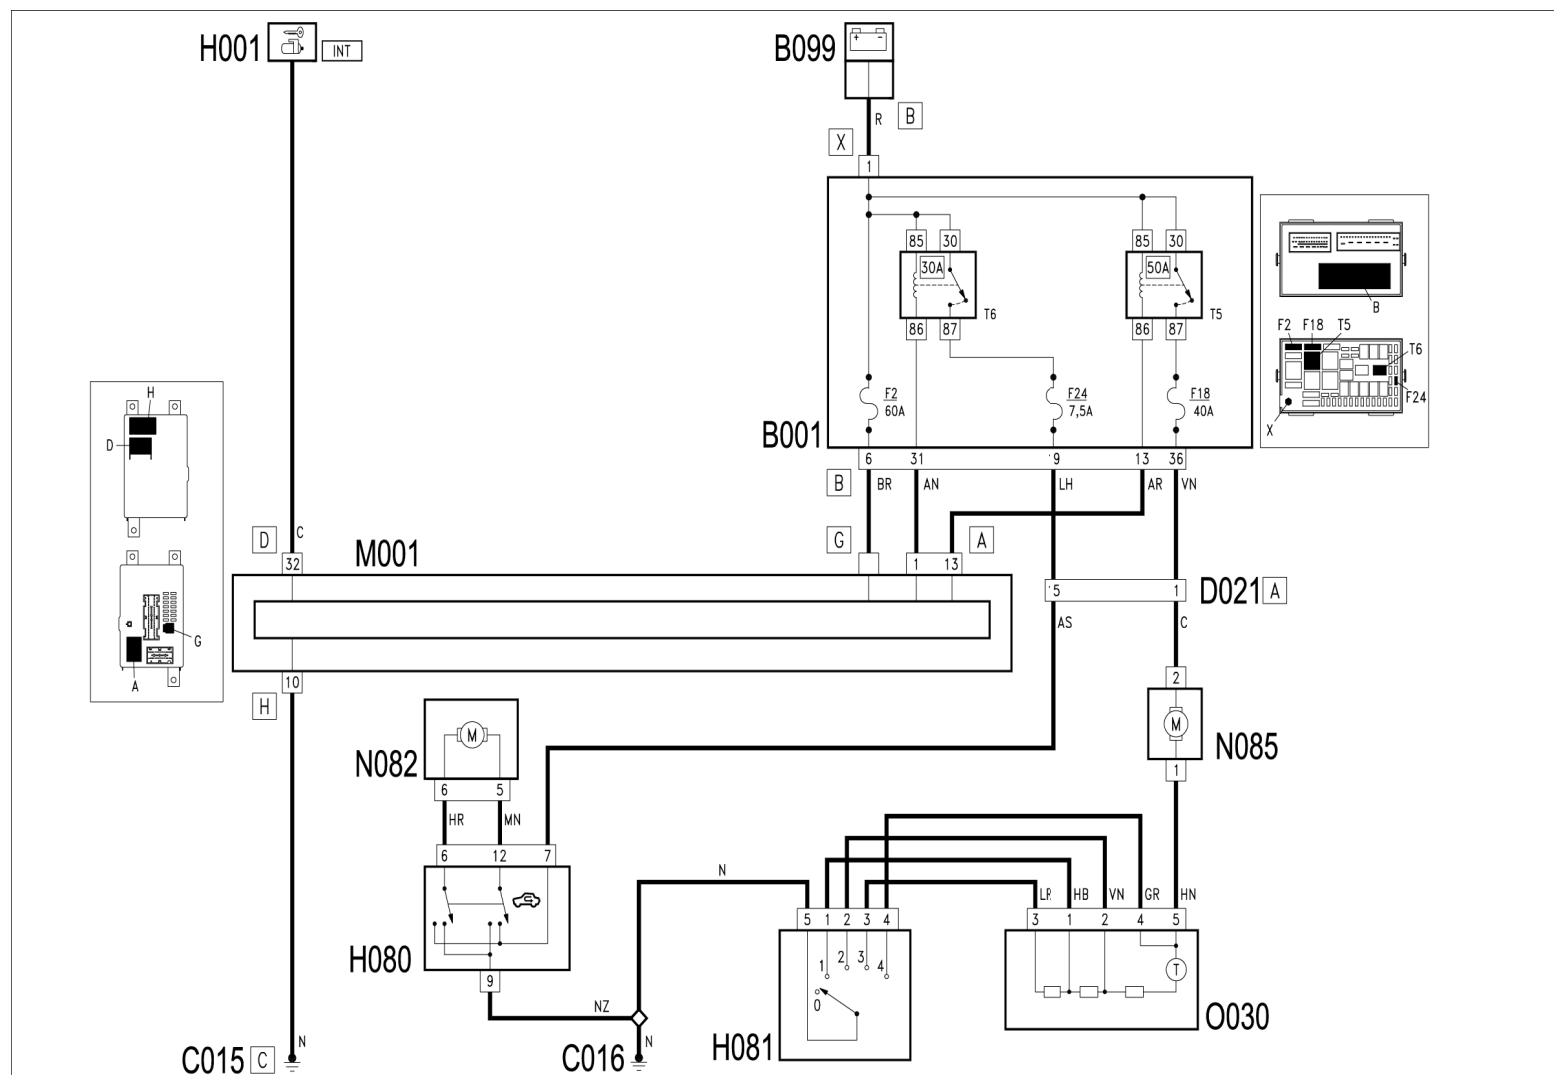 H001
INT
B099
+ -
R
B
X
1
85 30 85 30
30A 50A
T6 T5
86 87 86 87
F2
60A
F24
7,5A
F18
40A
B
F2 F18 T5
T6
F24
X
B001
6 31 9 13 36
B BR AN LH AR VN
H
D
G
A
D
C
32
M001
G
A
1 13
5 1
D021 A
AS C
10
H
2
M
N085
1
M
N082
6 5
HR MN
6 12 7
H080
9
NZ
N
LR HB VN GR HN
5 1 2 3 4
3 1 2 4 5
1 2 3 4
0
T
H081
O030
N
C015 C
N
C016